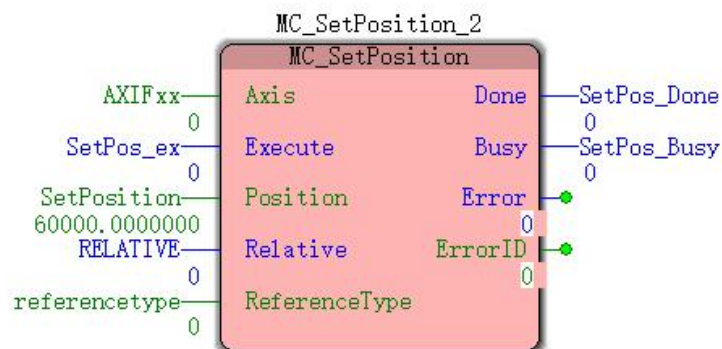 MC_SetPosition_2
MC_SetPosition
AXIFxx Axis Done SetPos_Done
0 0
SetPos_ex Execute Busy SetPos_Busy
0 0
SetPosition Position Error
60000.0000000 0
RELATIVE Relative ErrorID
0 0
referencetype ReferenceType
0